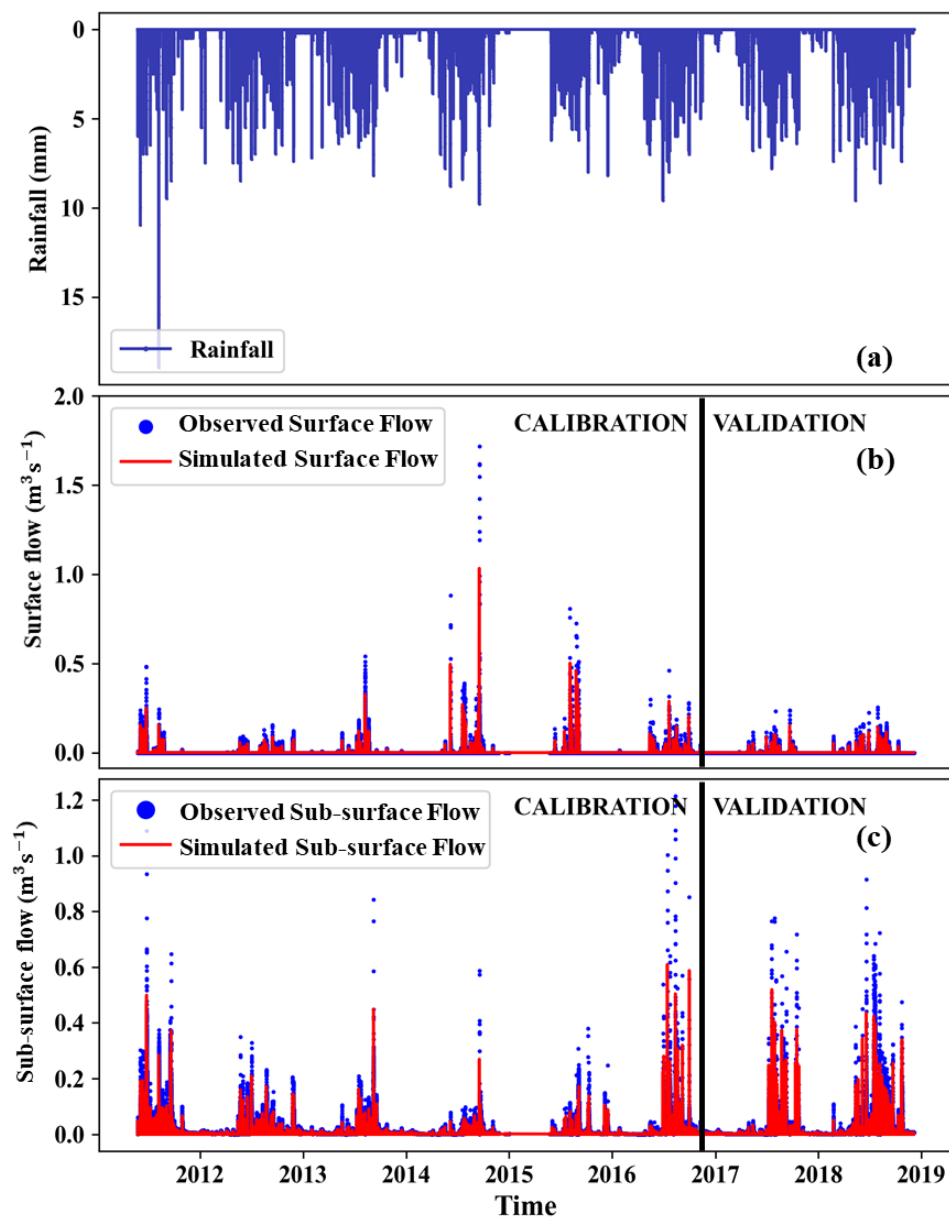 0
5
10
15
Rainfall (mm)
Rainfall
(a)
2.0
1.5
1.0
0.5
0.0
Surface flow (m³ s⁻¹)
Observed Surface Flow
Simulated Surface Flow
CALIBRATION
VALIDATION
(b)
1.2
1.0
0.8
0.6
0.4
0.2
0.0
Sub-surface flow (m³ s⁻¹)
Observed Sub-surface Flow
Simulated Sub-surface Flow
CALIBRATION
VALIDATION
(c)
2012 2013 2014 2015 2016 2017 2018 2019
Time